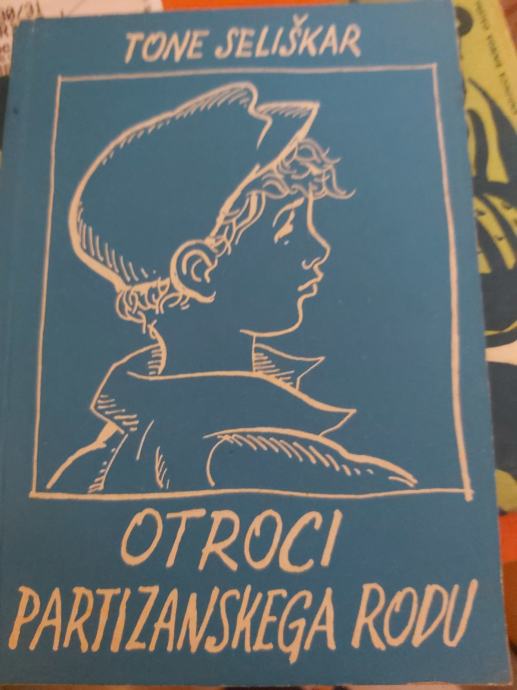 TONE SELIŠKAR
OTROCI
PARTIZANSKEGA RODU